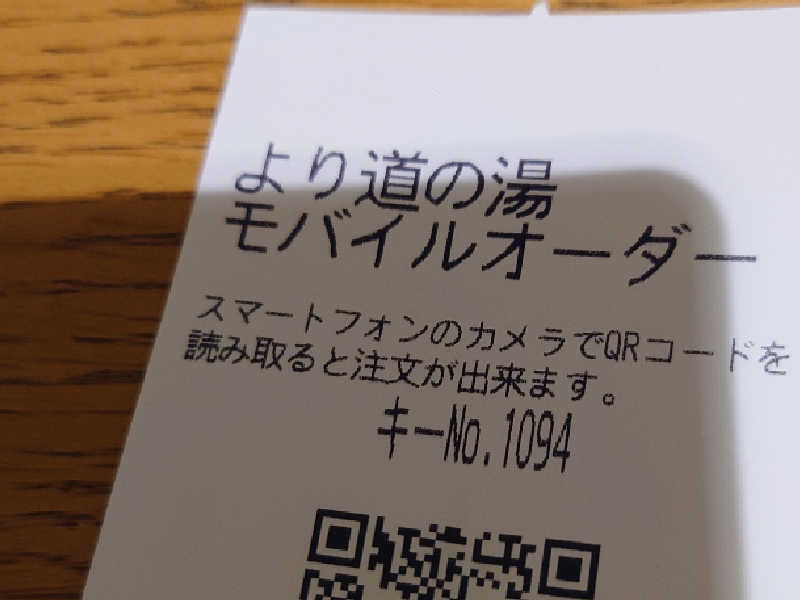 より道の湯
モバイルオーダー
スマートフォンのカメラでQRコードを
読み取ると注文が出来ます。
キーNo.1094